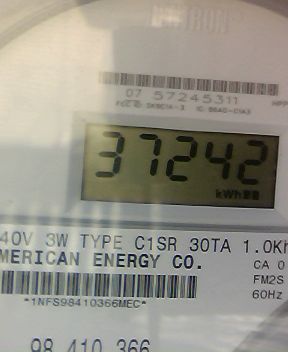 07 57245311
37242
kWh
40V 3W TYPE C1SR 30TA 1.0Kh
MERICAN ENERGY CO.
CA 0
FM2S
60Hz
*1NFS98410366MEC*
98 410 366